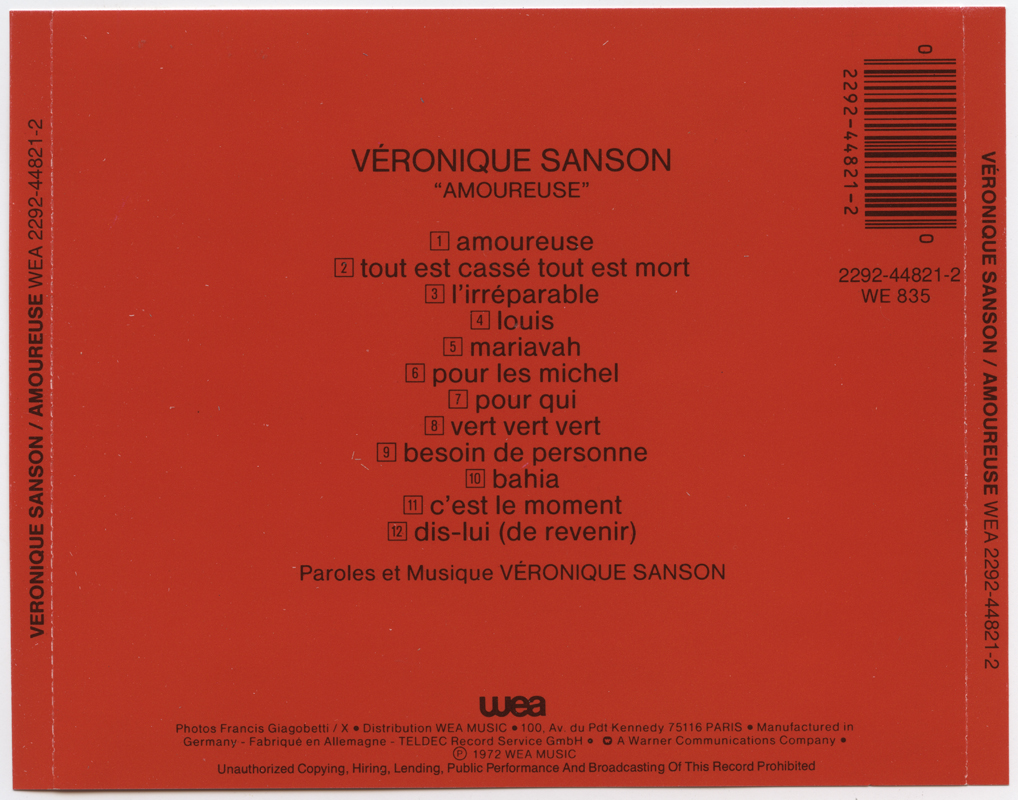 VÉRONIQUE SANSON
“AMOUREUSE”
1 amoureuse
2 tout est cassé tout est mort
3 l’irréparable
4 louis
5 mariavah
6 pour les michel
7 pour qui
8 vert vert vert
9 besoin de personne
10 bahia
11 c’est le moment
12 dis-lui (de revenir)
Paroles et Musique VÉRONIQUE SANSON
0
2292-44821-2
0
2292-44821-2
WE 835
VERONIQUE SANSON / AMOUREUSE WEA 2292-44821-2
VÉRONIQUE SANSON / AMOUREUSE WEA 2292-44821-2
wea
Photos Francis Giagobetti / X • Distribution WEA MUSIC • 100, Av. du Pdt Kennedy 75116 PARIS • Manufactured in
Germany - Fabriqué en Allemagne - TELDEC Record Service GmbH • A Warner Communications Company •
Ⓟ 1972 WEA MUSIC
Unauthorized Copying, Hiring, Lending, Public Performance And Broadcasting Of This Record Prohibited